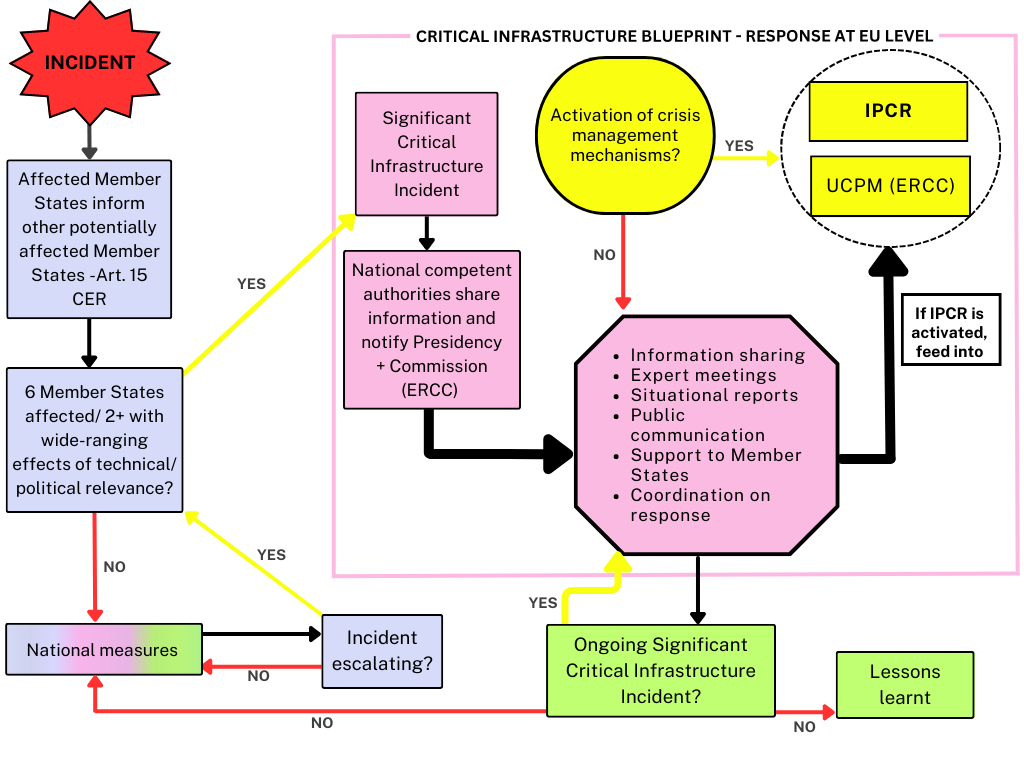 INCIDENT
Affected Member
States inform
other potentially
affected Member
States -Art. 15
CER
6 Member States
affected/ 2+ with
wide-ranging
effects of technical/
political relevance?
YES
NO
National measures
YES
Incident
escalating?
NO
CRITICAL INFRASTRUCTURE BLUEPRINT - RESPONSE AT EU LEVEL
Significant
Critical
Infrastructure
Incident
National competent
authorities share
information and
notify Presidency
+ Commission
(ERCC)
Activation of crisis
management
mechanisms?
YES
IPCR
UCPM (ERCC)
NO
If IPCR is
activated,
feed into
• Information sharing
• Expert meetings
• Situational reports
• Public
communication
• Support to Member
States
• Coordination on
response
YES
Ongoing Significant
Critical Infrastructure
Incident?
NO
NO
Lessons
learnt